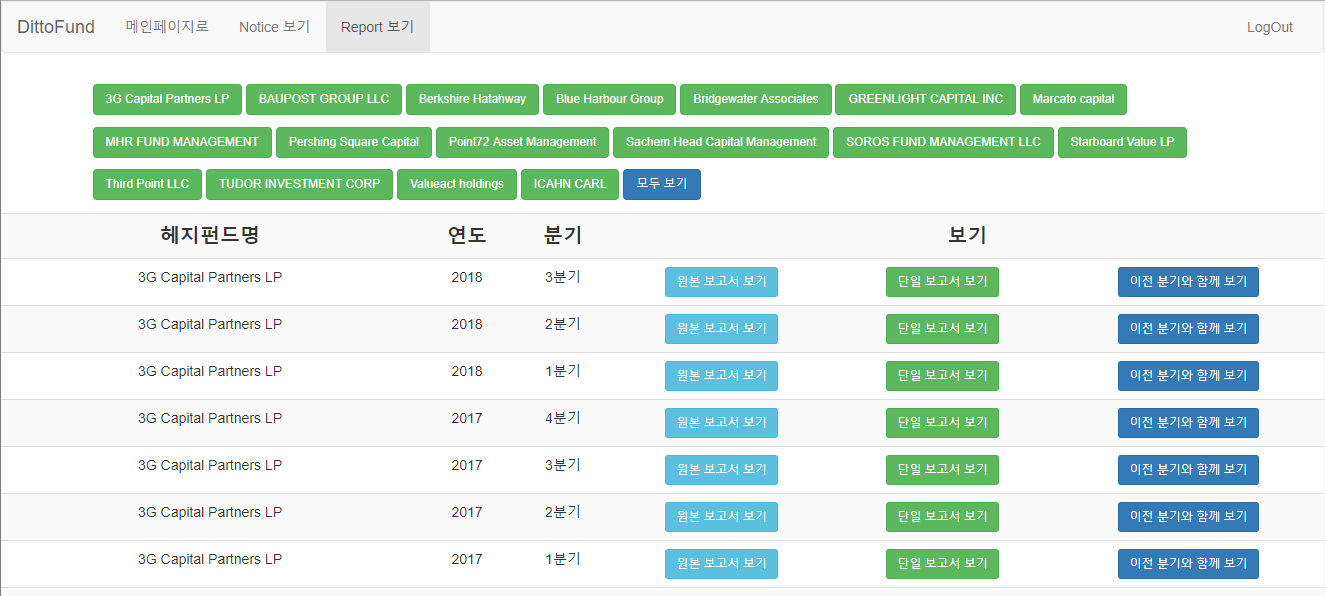 DittoFund 메인페이지로 Notice 보기 Report 보기 LogOut
3G Capital Partners LP BAUPOST GROUP LLC Berkshire Hatahway Blue Harbour Group Bridgewater Associates GREENLIGHT CAPITAL INC Marcato capital
MHR FUND MANAGEMENT Pershing Square Capital Point72 Asset Management Sachem Head Capital Management SOROS FUND MANAGEMENT LLC Starboard Value LP
Third Point LLC TUDOR INVESTMENT CORP Valueact holdings ICAHN CARL 모두 보기
헤지펀드명 연도 분기 보기
3G Capital Partners LP 2018 3분기 원본 보고서 보기 단일 보고서 보기 이전 분기와 함께 보기
3G Capital Partners LP 2018 2분기 원본 보고서 보기 단일 보고서 보기 이전 분기와 함께 보기
3G Capital Partners LP 2018 1분기 원본 보고서 보기 단일 보고서 보기 이전 분기와 함께 보기
3G Capital Partners LP 2017 4분기 원본 보고서 보기 단일 보고서 보기 이전 분기와 함께 보기
3G Capital Partners LP 2017 3분기 원본 보고서 보기 단일 보고서 보기 이전 분기와 함께 보기
3G Capital Partners LP 2017 2분기 원본 보고서 보기 단일 보고서 보기 이전 분기와 함께 보기
3G Capital Partners LP 2017 1분기 원본 보고서 보기 단일 보고서 보기 이전 분기와 함께 보기